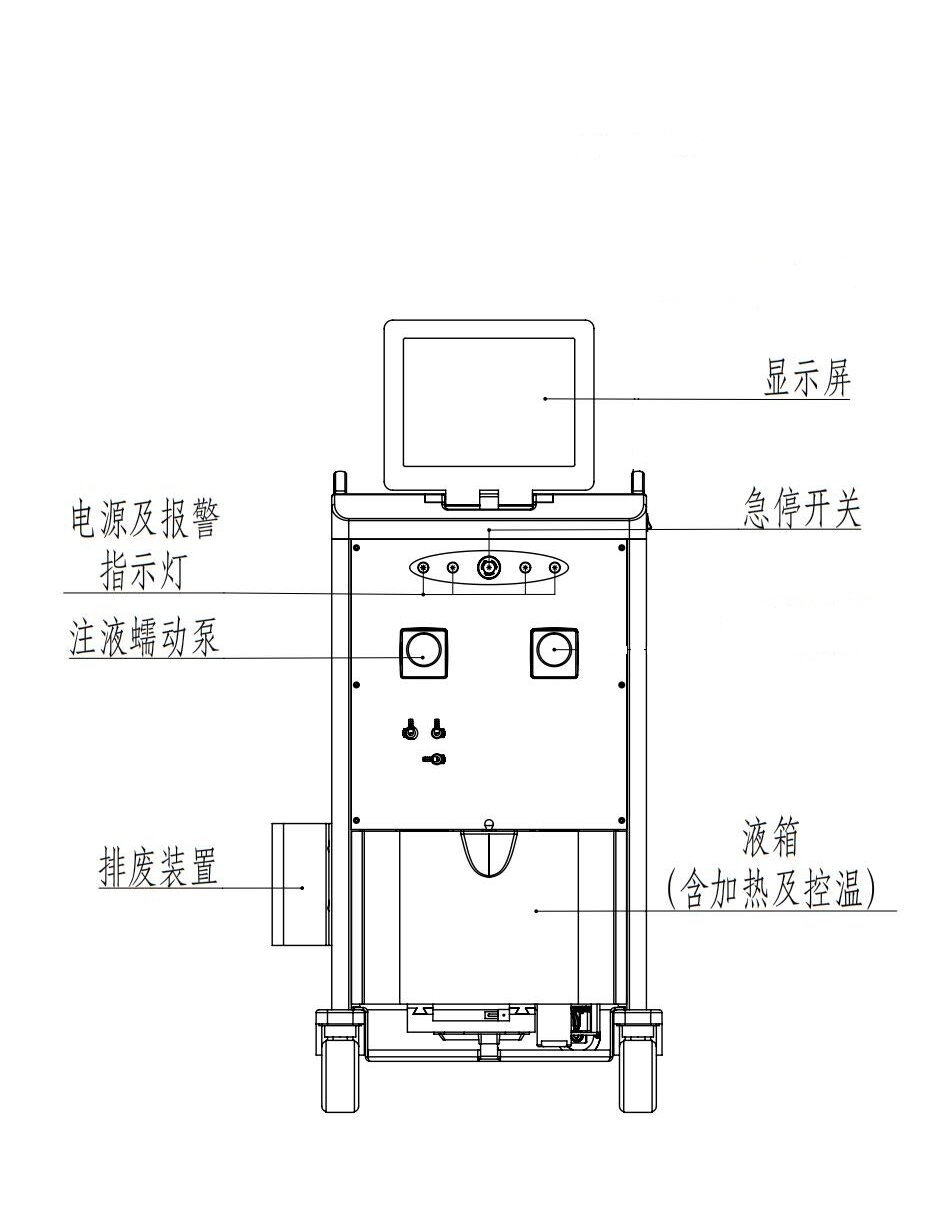 显示屏
电源及报警
指示灯
急停开关
注液蠕动泵
排废装置
液箱
(含加热及控温)